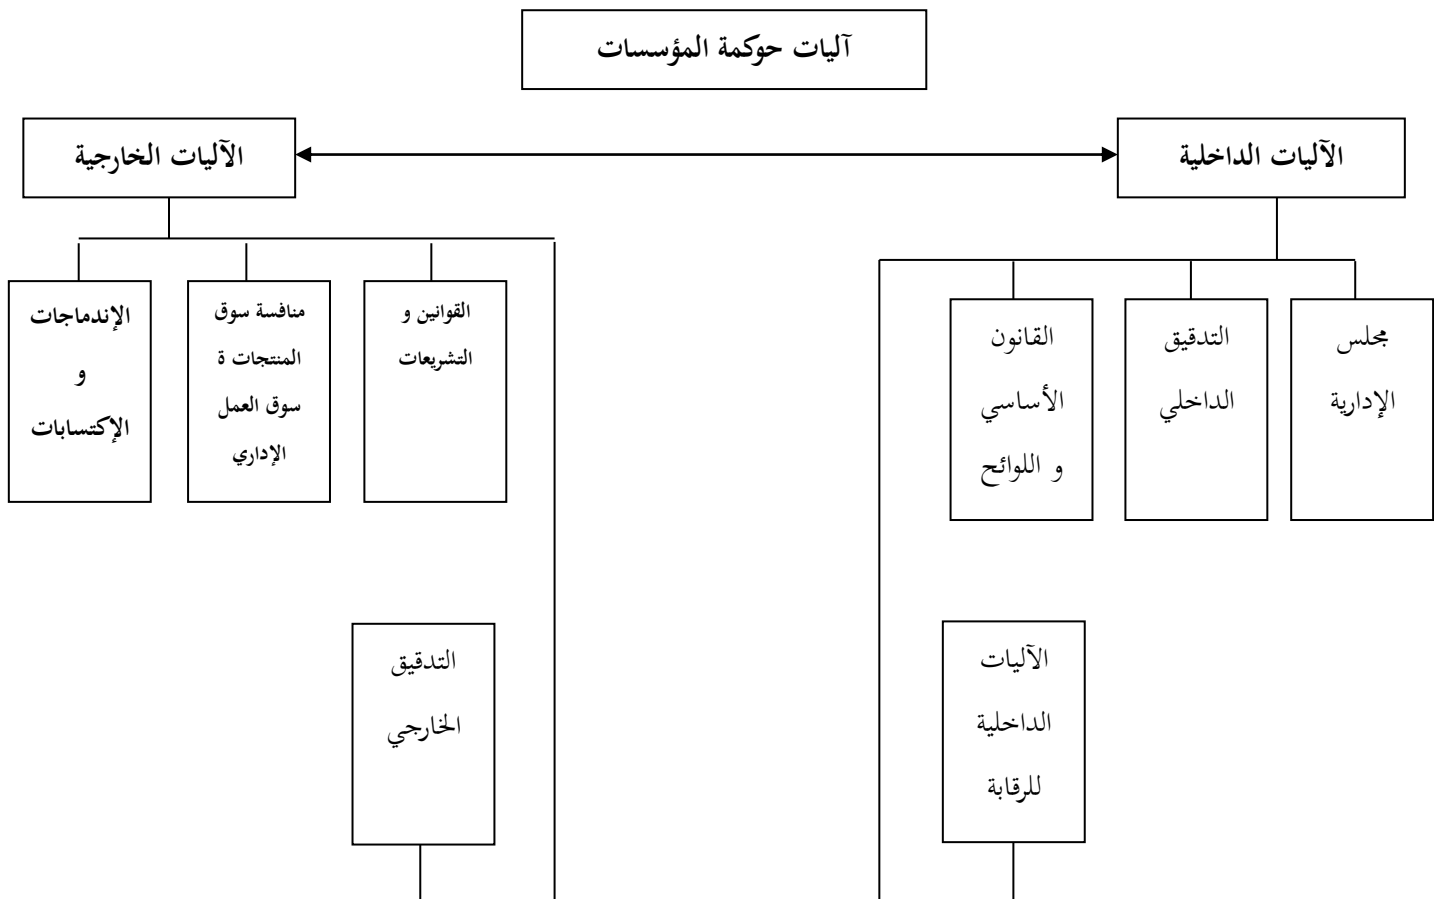 آليات حوكمة المؤسسات
الآليات الداخلية
الآليات الخارجية
مجلس
الإدارية
التدقيق
الداخلي
القانون
الأساسي
و اللوائح
القوانين و
التشريعات
منافسة سوق
المنتجات ة
سوق العمل
الإداري
الإندماجات
و
الإكتسابات
الآليات
الداخلية
للرقابة
التدقيق
الخارجي